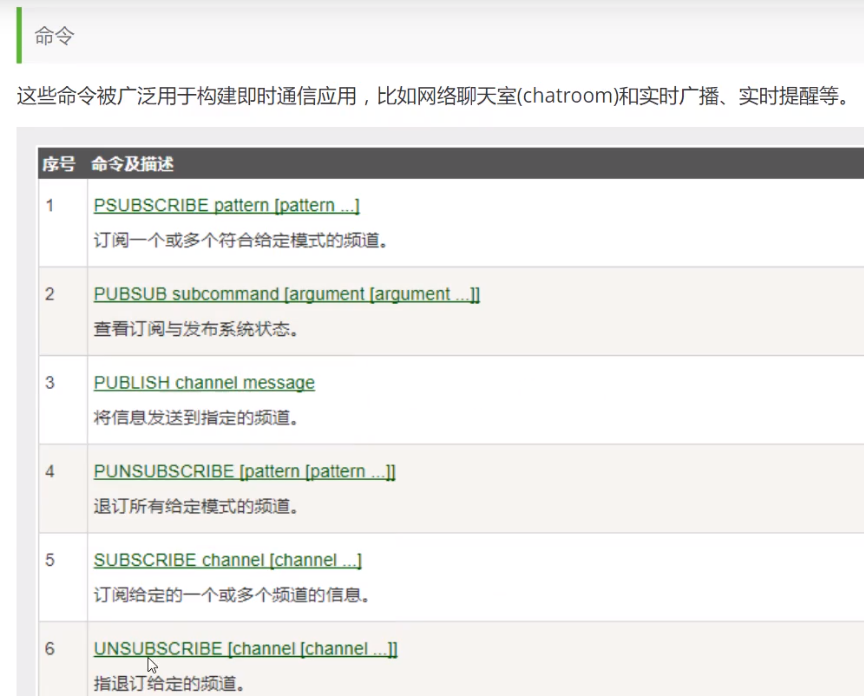 命令
这些命令被广泛用于构建即时通信应用，比如网络聊天室(chatroom)和实时广播、实时提醒等。
序号 命令及描述
1 PSUBSCRIBE pattern [pattern ...]
订阅一个或多个符合给定模式的频道。
2 PUBSUB subcommand [argument [argument ...]]
查看订阅与发布系统状态。
3 PUBLISH channel message
将信息发送到指定的频道。
4 PUNSUBSCRIBE [pattern [pattern ...]]
退订所有给定模式的频道。
5 SUBSCRIBE channel [channel ...]
订阅给定的一个或多个频道的信息。
6 UNSUBSCRIBE [channel [channel ...]]
指退订给定的频道。